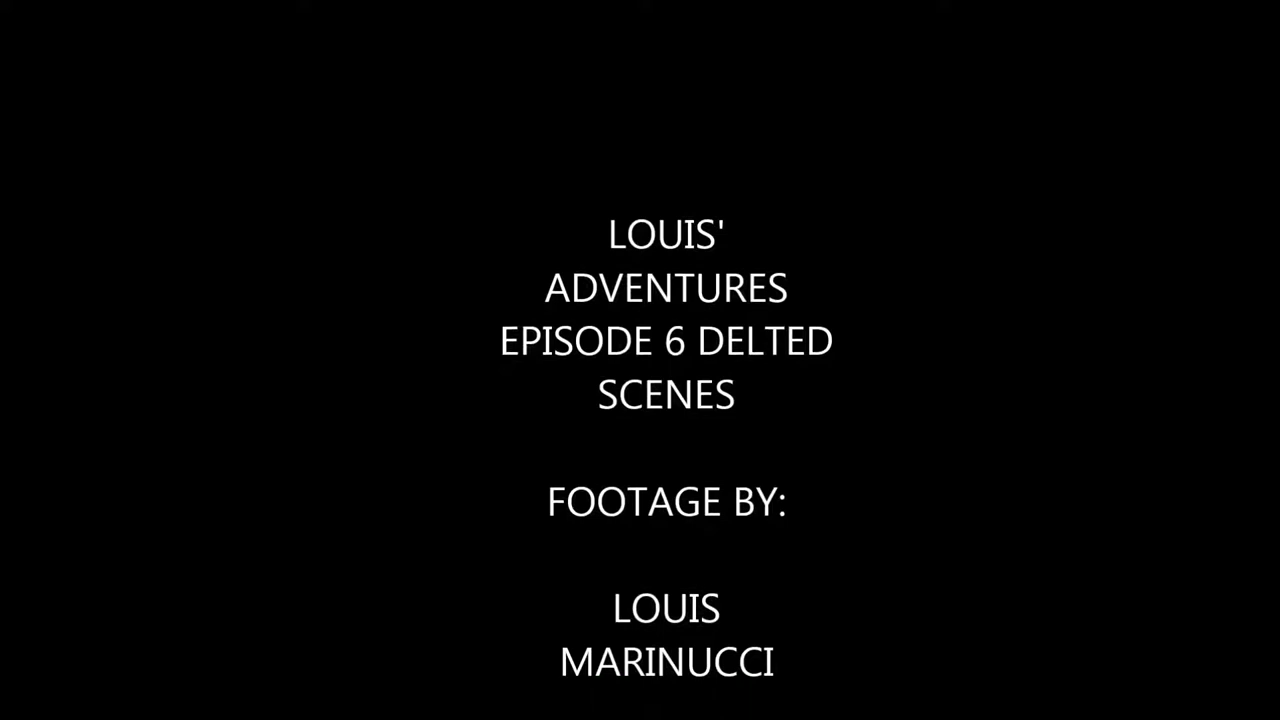 LOUIS'
ADVENTURES
EPISODE 6 DELTED
SCENES
FOOTAGE BY:
LOUIS
MARINUCCI